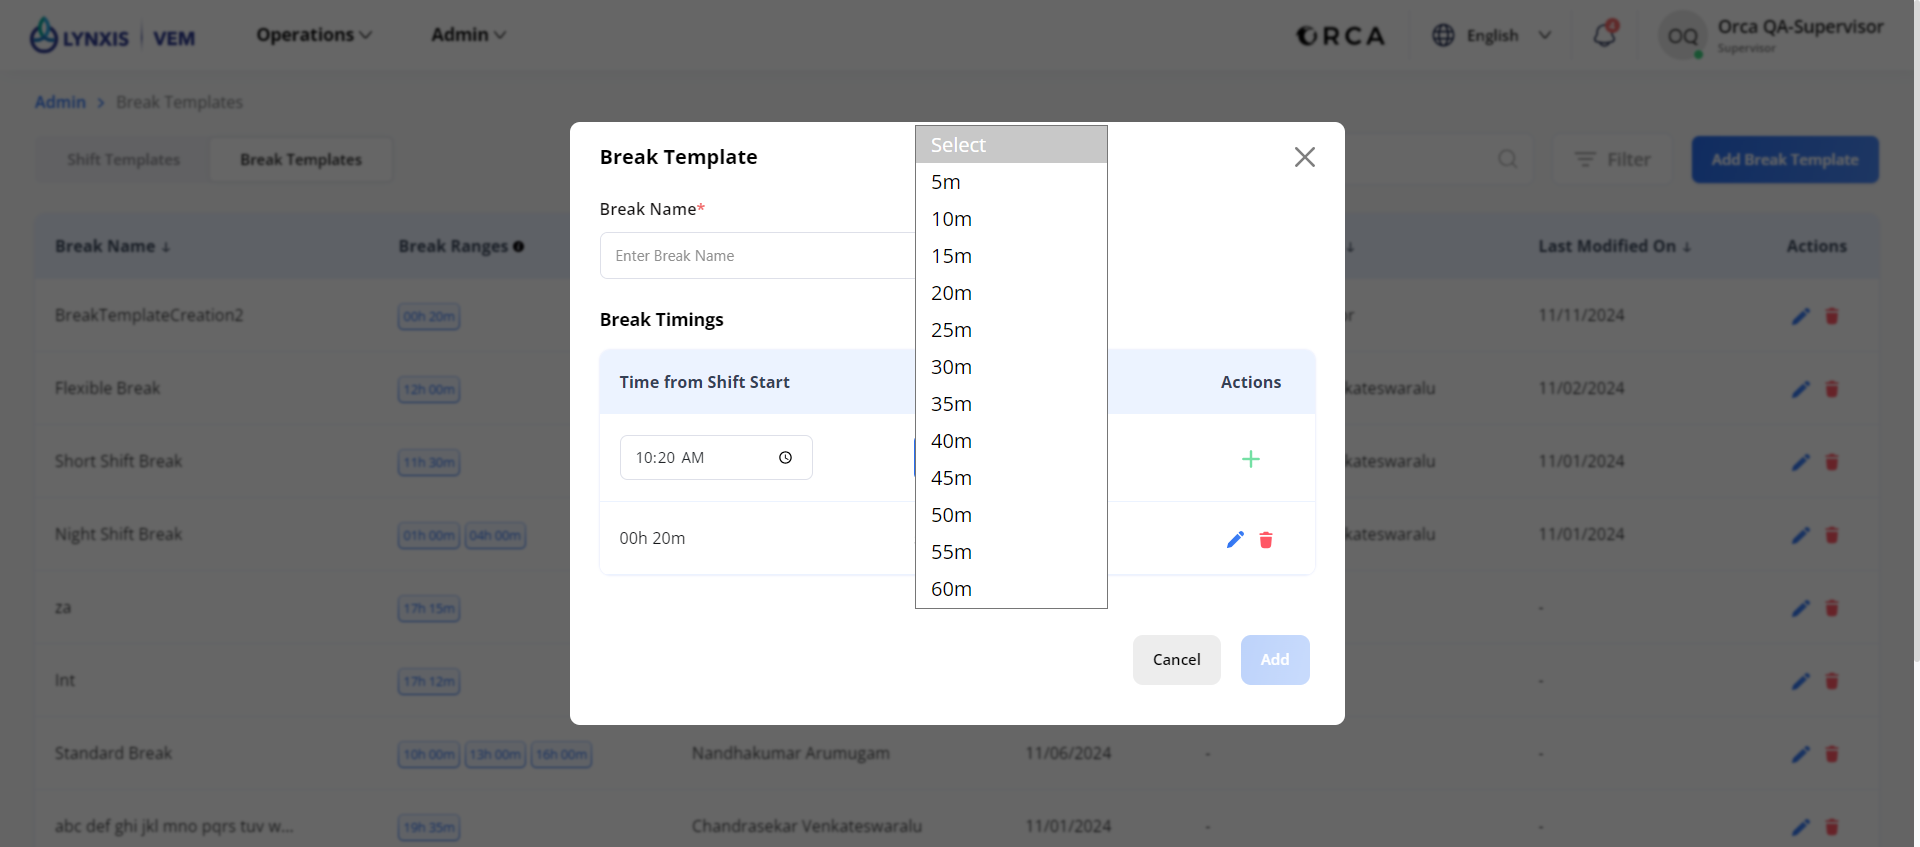 LYNXIS VEM Operations Admin ORCA English 4 OQ Orca QA-Supervisor
Supervisor
Admin > Break Templates
Shift Templates Break Templates Filter Add Break Template
Break Template
Break Name*
Enter Break Name
Break Timings
Time from Shift Start Actions
10:20 AM
00h 20m
Cancel Add
Select
5m
10m
15m
20m
25m
30m
35m
40m
45m
50m
55m
60m
Break Name ↓ Break Ranges ↓ Last Modified On ↓ Actions
BreakTemplateCreation2 00h 20m or 11/11/2024
Flexible Break 12h 00m kateswaralu 11/02/2024
Short Shift Break 11h 30m kateswaralu 11/01/2024
Night Shift Break 01h 00m 04h 00m kateswaralu 11/01/2024
za 17h 15m -
Int 17h 12m -
Standard Break 10h 00m 13h 00m 16h 00m Nandhakumar Arumugam 11/06/2024 - -
abc def ghi jkl mno pqrs tuv w... 19h 35m Chandrasekar Venkateswaralu 11/01/2024 - -